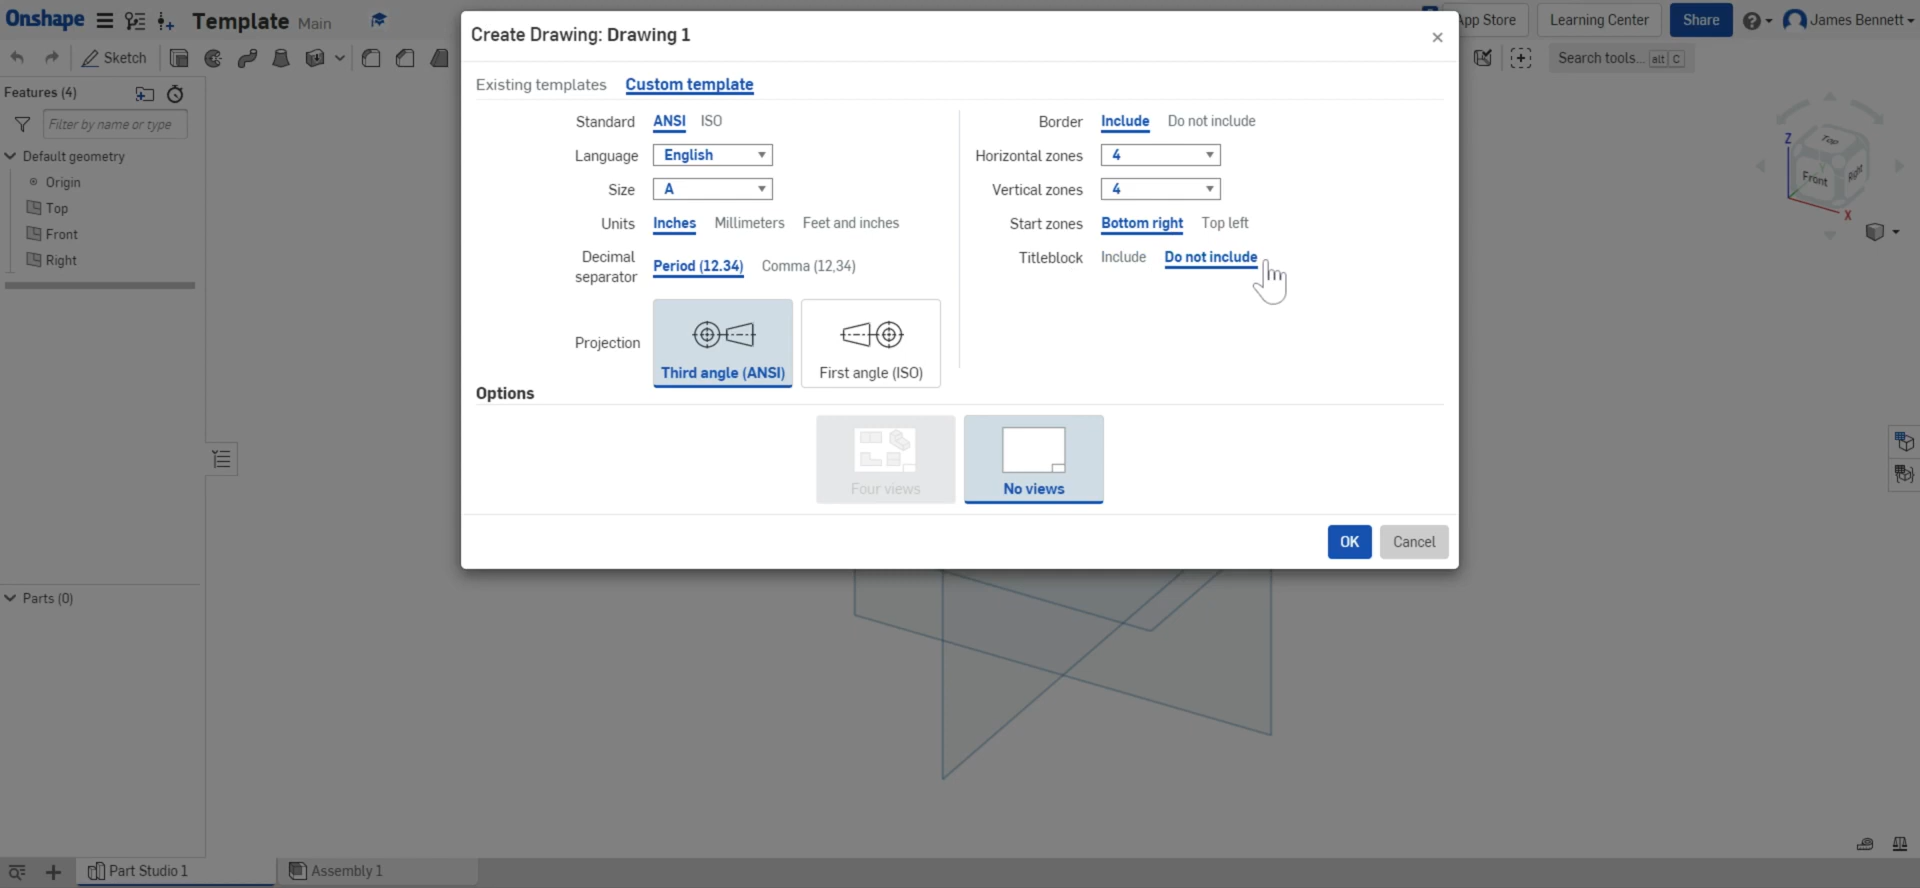 Onshape Template Main
App Store Learning Center Share James Bennett
Sketch
Search tools... alt C
Features (4)
Filter by name or type
Default geometry
Origin
Top
Front
Right
Parts (0)
Create Drawing: Drawing 1
Existing templates Custom template
Standard ANSI ISO
Language English
Size A
Units Inches Millimeters Feet and inches
Decimal
separator Period (12.34) Comma (12,34)
Projection
Third angle (ANSI) First angle (ISO)
Border Include Do not include
Horizontal zones 4
Vertical zones 4
Start zones Bottom right Top left
Titleblock Include Do not include
Options
Four views No views
OK Cancel
Z
Top
Front Right
X
Part Studio 1 Assembly 1